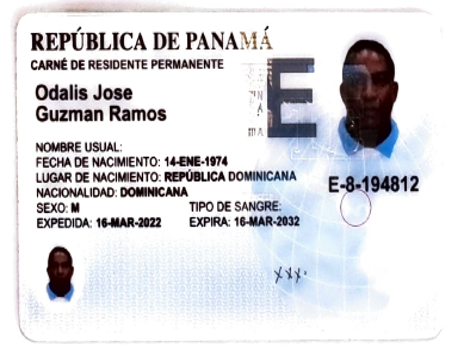 REPÚBLICA DE PANAMÁ
CARNÉ DE RESIDENTE PERMANENTE
Odalis Jose
Guzman Ramos
E
NOMBRE USUAL:
FECHA DE NACIMIENTO: 14-ENE-1974
LUGAR DE NACIMIENTO: REPÚBLICA DOMINICANA
NACIONALIDAD: DOMINICANA
E-8-194812
SEXO: M TIPO DE SANGRE:
EXPEDIDA: 16-MAR-2022 EXPIRA: 16-MAR-2032
XXX.